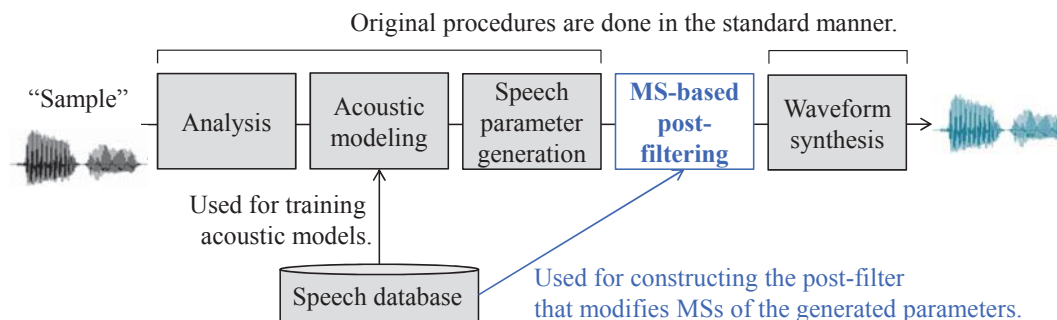 Original procedures are done in the standard manner.
“Sample”
Analysis
Acoustic
modeling
Speech
parameter
generation
MS-based
post-
filtering
Waveform
synthesis
Used for training
acoustic models.
Speech database
Used for constructing the post-filter
that modifies MSs of the generated parameters.